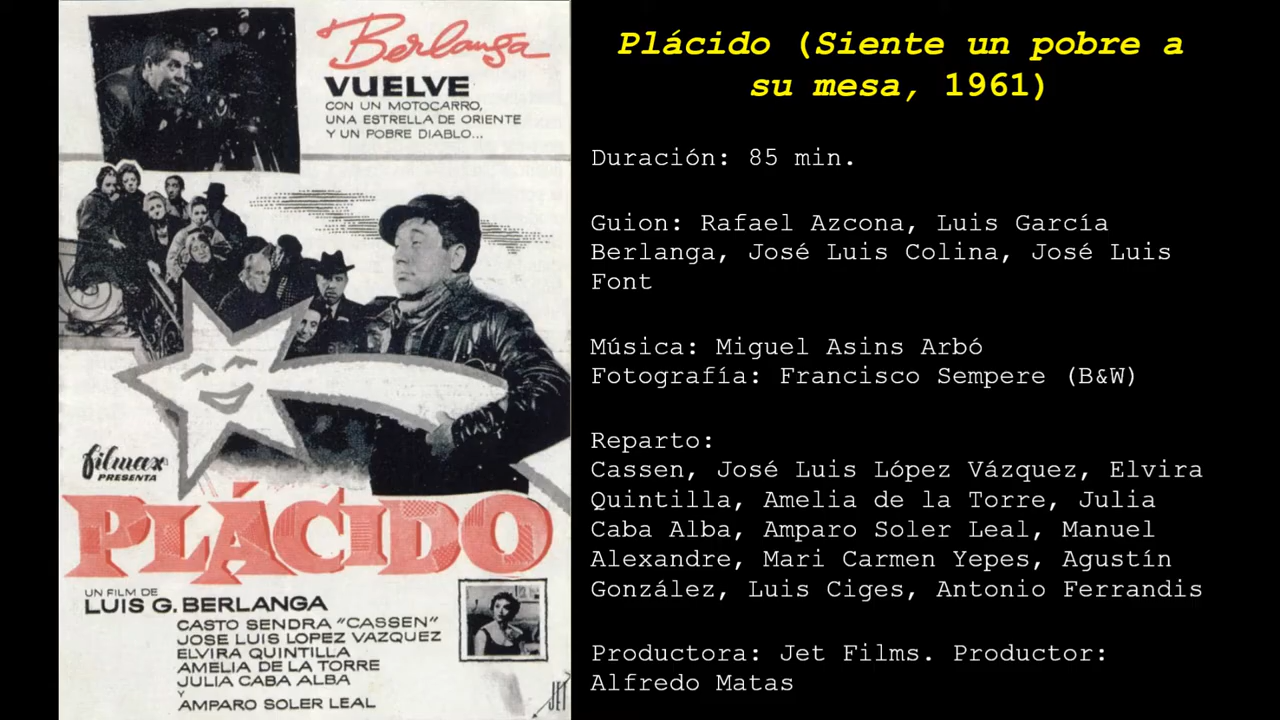 Berlanga
VUELVE
CON UN MOTOCARRO,
UNA ESTRELLA DE ORIENTE
Y UN POBRE DIABLO...
filmax
PRESENTA
PLÁCIDO
UN FILM DE
LUIS G. BERLANGA
CASTO SENDRA "CASSEN"
JOSE LUIS LOPEZ VAZQUEZ
ELVIRA QUINTILLA
AMELIA DE LA TORRE
JULIA CABA ALBA
Y
AMPARO SOLER LEAL
JET
Plácido (Siente un pobre a
su mesa, 1961)
Duración: 85 min.
Guion: Rafael Azcona, Luis García
Berlanga, José Luis Colina, José Luis
Font
Música: Miguel Asins Arbó
Fotografía: Francisco Sempere (B&W)
Reparto:
Cassen, José Luis López Vázquez, Elvira
Quintilla, Amelia de la Torre, Julia
Caba Alba, Amparo Soler Leal, Manuel
Alexandre, Mari Carmen Yepes, Agustín
González, Luis Ciges, Antonio Ferrandis
Productora: Jet Films. Productor:
Alfredo Matas